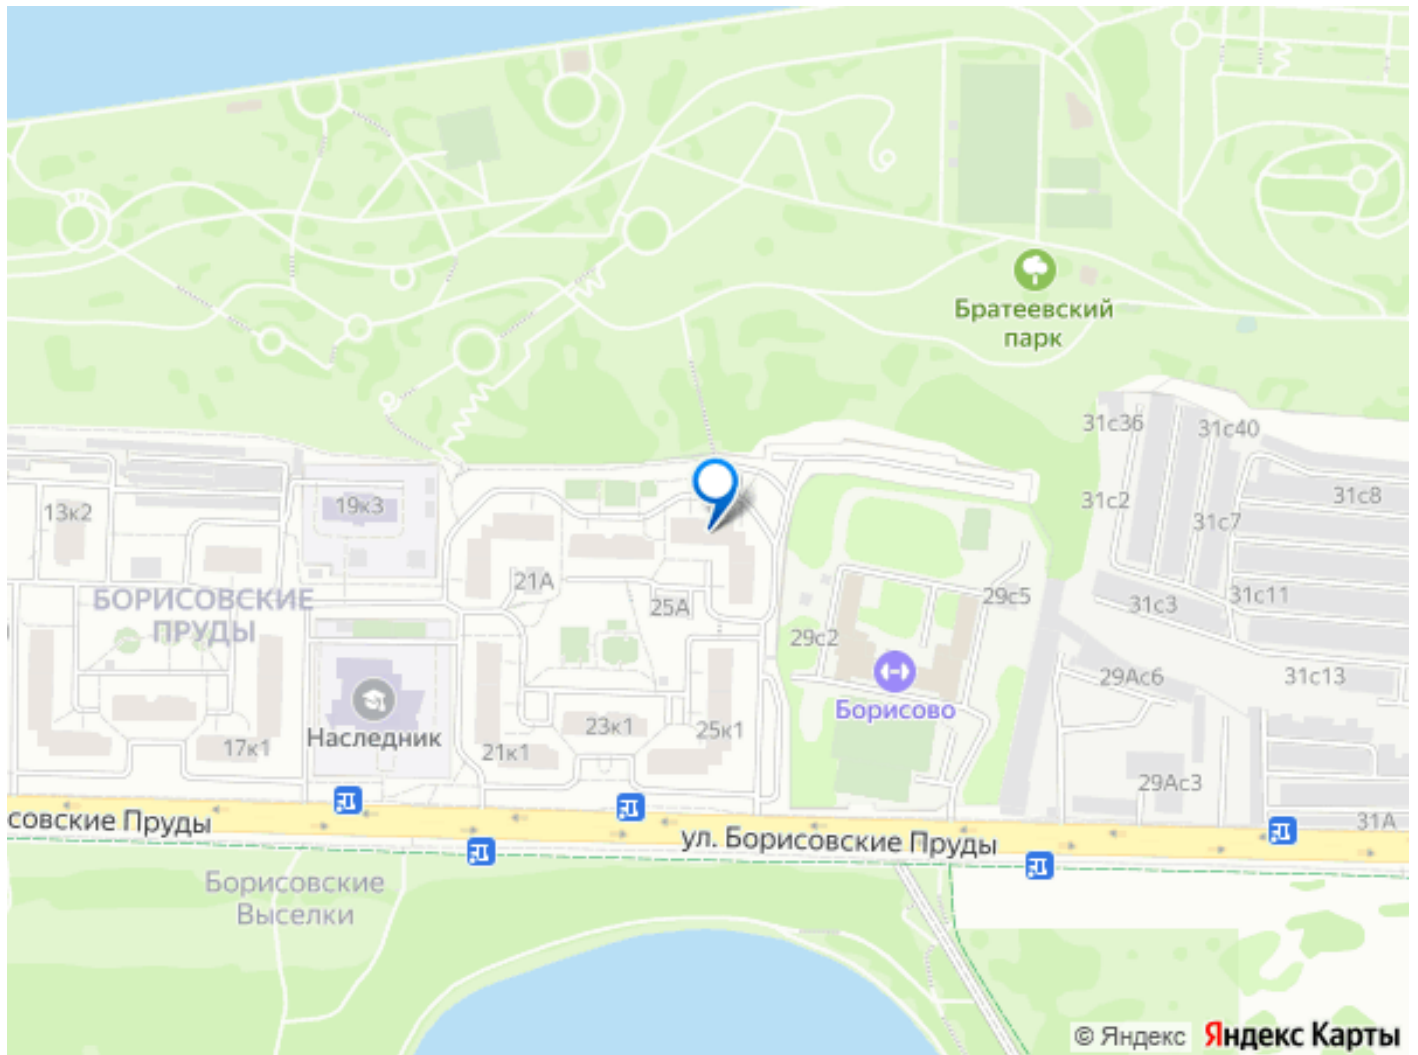 Братеевский
парк
31с36
31с40
31с2
31с8
31с7
13к2
19к3
21А
25А
БОРИСОВСКИЕ
ПРУДЫ
29с5
31с3
31с11
29с2
29Ас6
31с13
Борисово
Наследник
17к1
21к1
23к1
25к1
29Ас3
31А
совские Пруды
ул. Борисовские Пруды
Борисовские
Выселки
© Яндекс Яндекс Карты